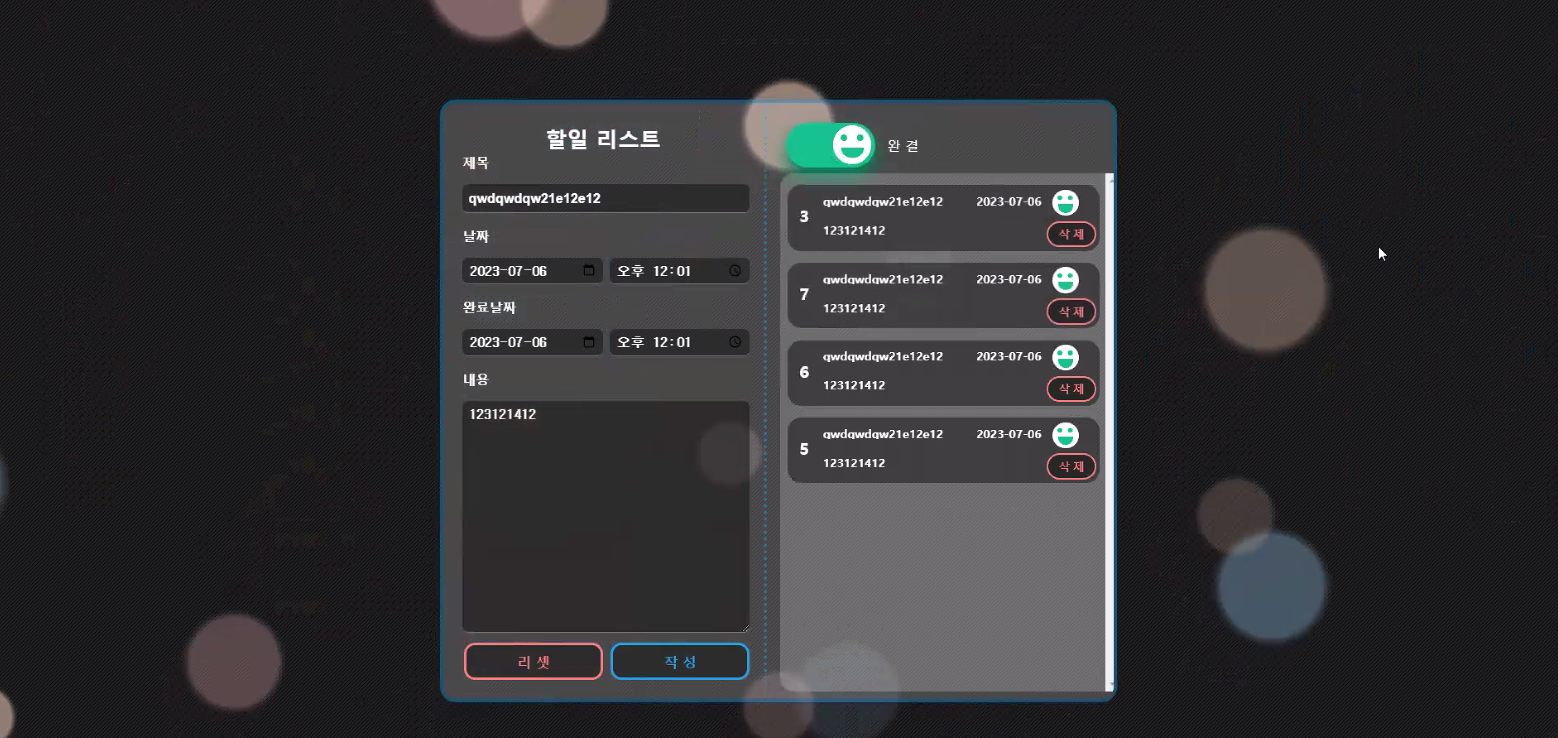 할일 리스트
제목
qwdqwdqw21e12e12
날짜
2023-07-06 오후 12:01
완료날짜
2023-07-06 오후 12:01
내용
123121412
리 셋 작 성
완 결
3 qwdqwdqw21e12e12 2023-07-06
123121412 삭 제
7 qwdqwdqw21e12e12 2023-07-06
123121412 삭 제
6 qwdqwdqw21e12e12 2023-07-06
123121412 삭 제
5 qwdqwdqw21e12e12 2023-07-06
123121412 삭 제